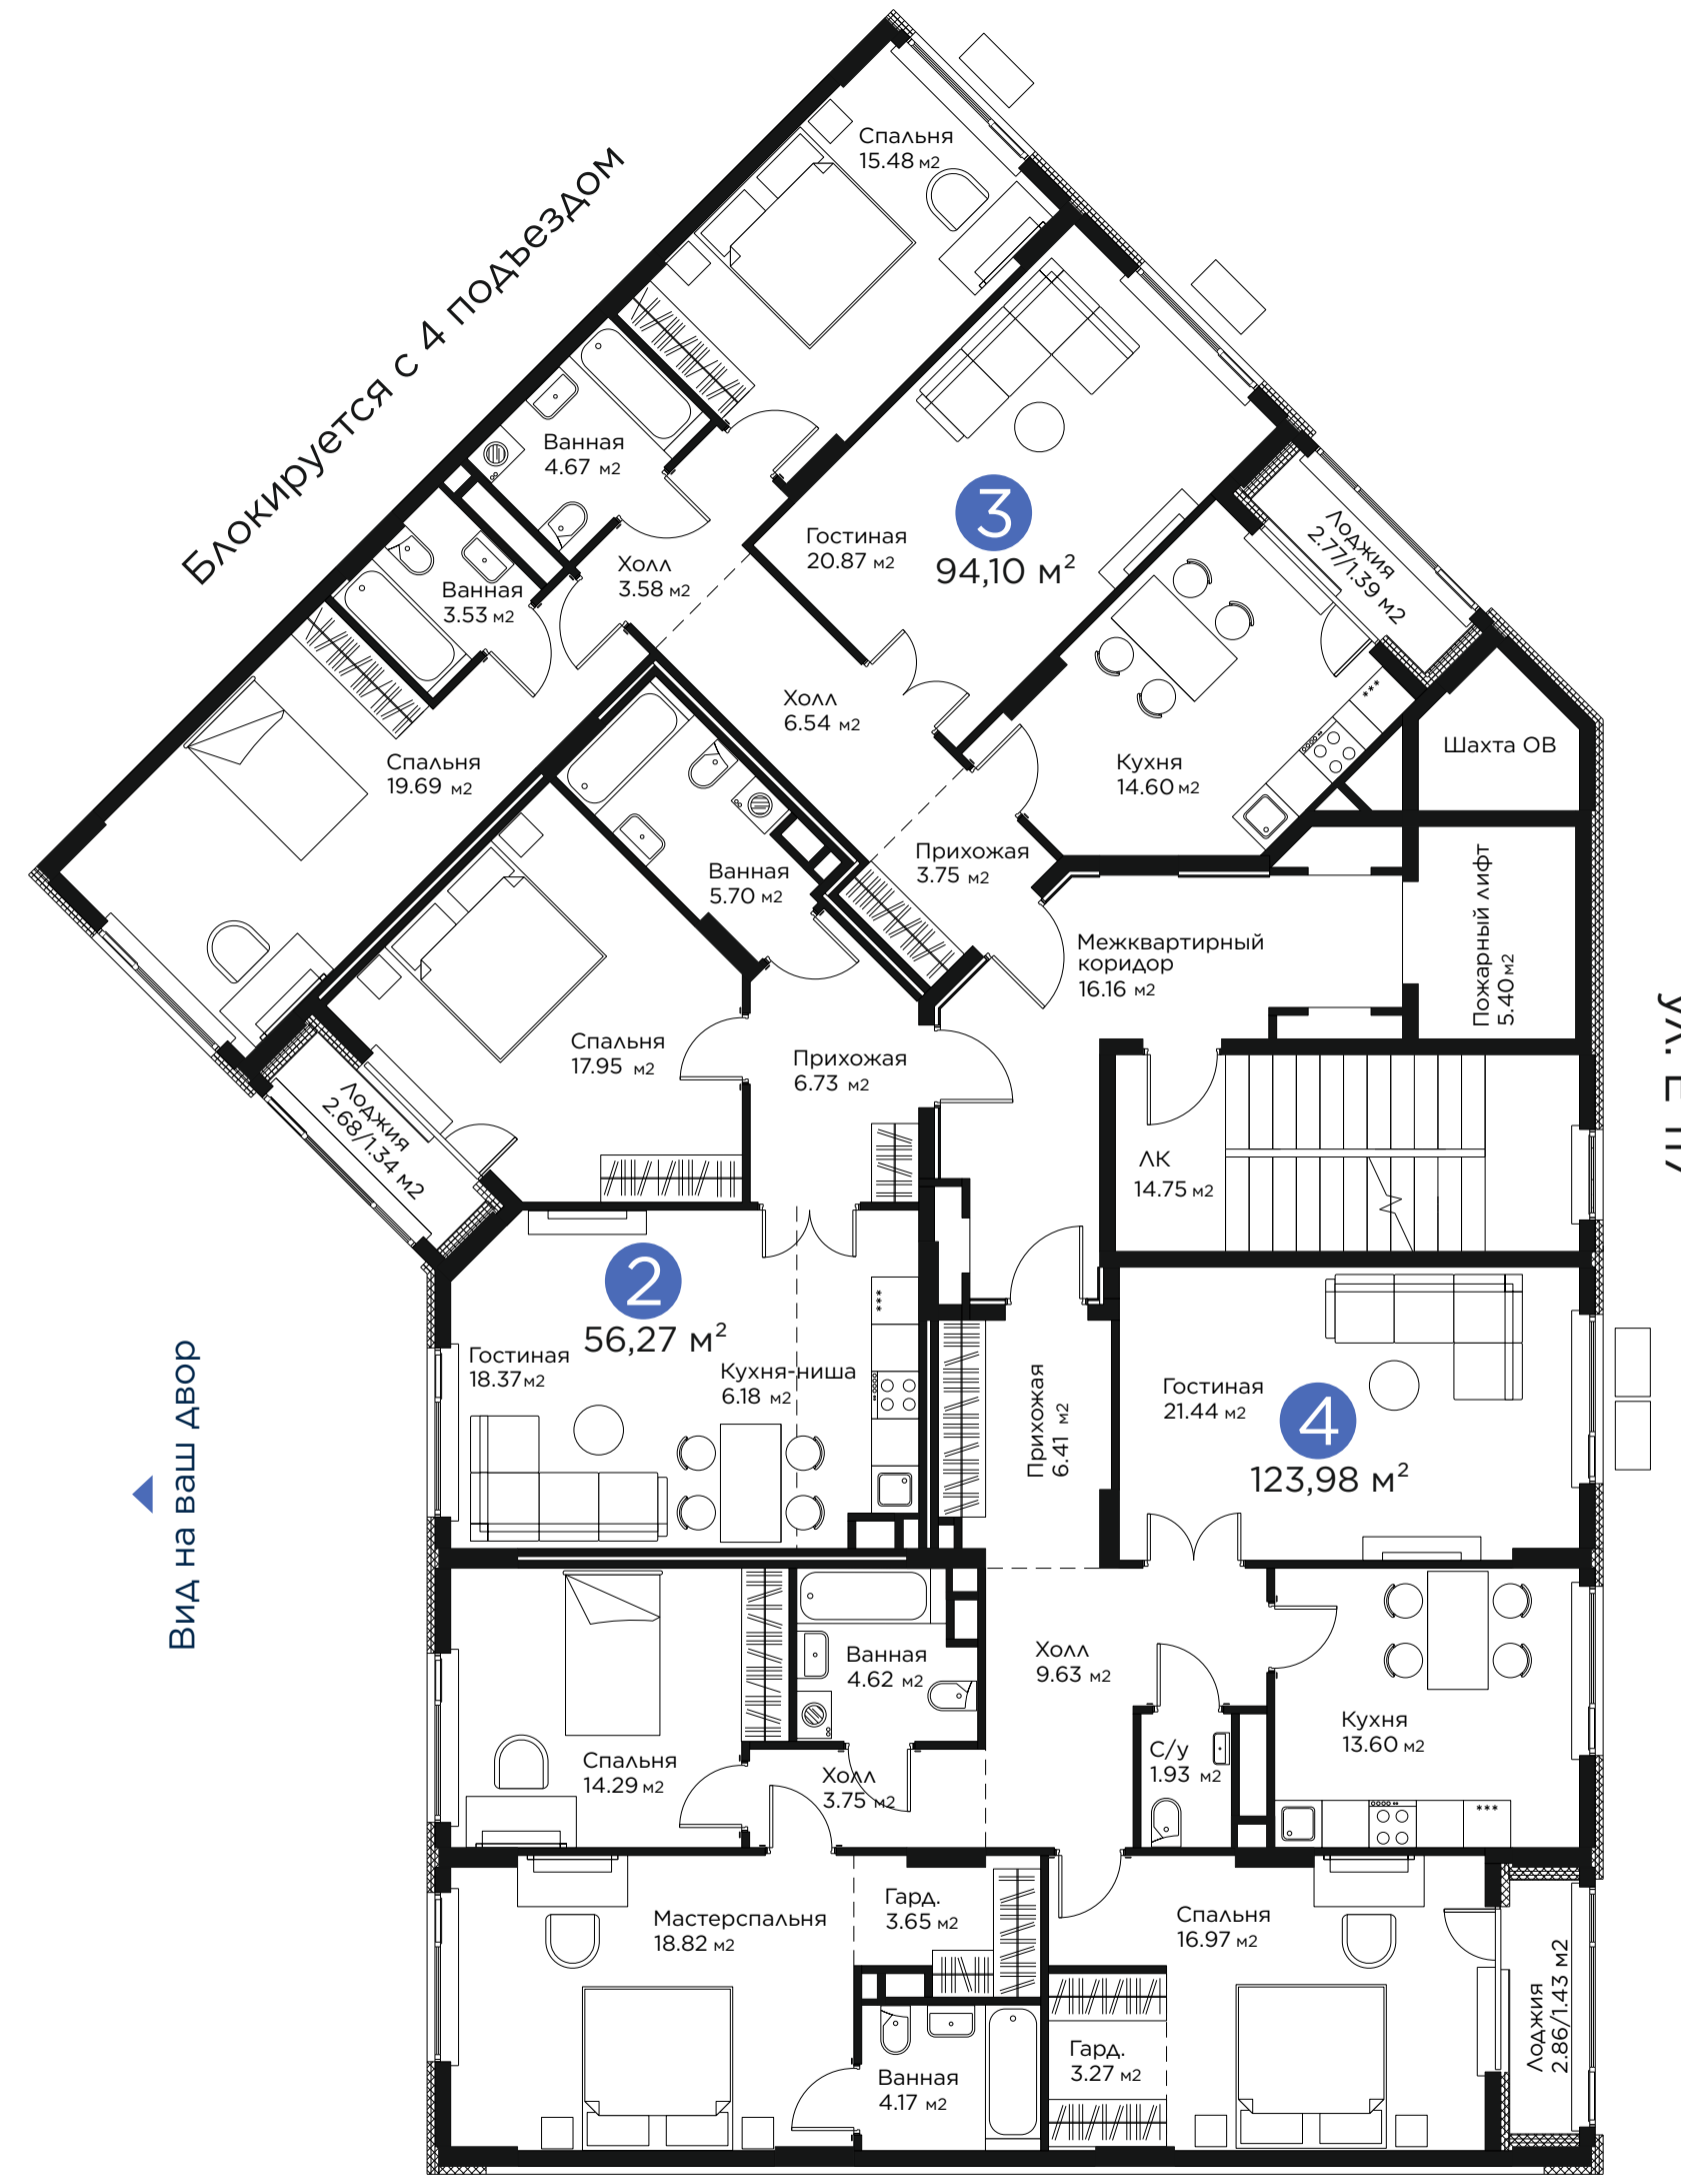 Блокируется с 4 подъездом
Спальня
15.48 м2
Ванная
4.67 м2
Холл
3.58 м2
Ванная
3.53 м2
Гостиная
20.87 м2
3
94,10 м²
Лоджия
2.77/1.39 м2
Холл
6.54 м2
Спальня
19.69 м2
Кухня
14.60 м2
Шахта ОВ
Прихожая
3.75 м2
Ванная
5.70 м2
Межквартирный
коридор
16.16 м2
Пожарный лифт
5.40 м2
Спальня
17.95 м2
Прихожая
6.73 м2
Лоджия
2.68/1.34 м2
ЛК
14.75 м2
2
56,27 м²
Гостиная
18.37 м2
Кухня-ниша
6.18 м2
Вид на ваш двор
Прихожая
6.41 м2
Гостиная
21.44 м2
4
123,98 м²
Ванная
4.62 м2
Холл
9.63 м2
Кухня
13.60 м2
Спальня
14.29 м2
Холл
3.75 м2
С/у
1.93 м2
Мастерспальня
18.82 м2
Гард.
3.65 м2
Спальня
16.97 м2
Лоджия
2.86/1.43 м2
Гард.
3.27 м2
Ванная
4.17 м2